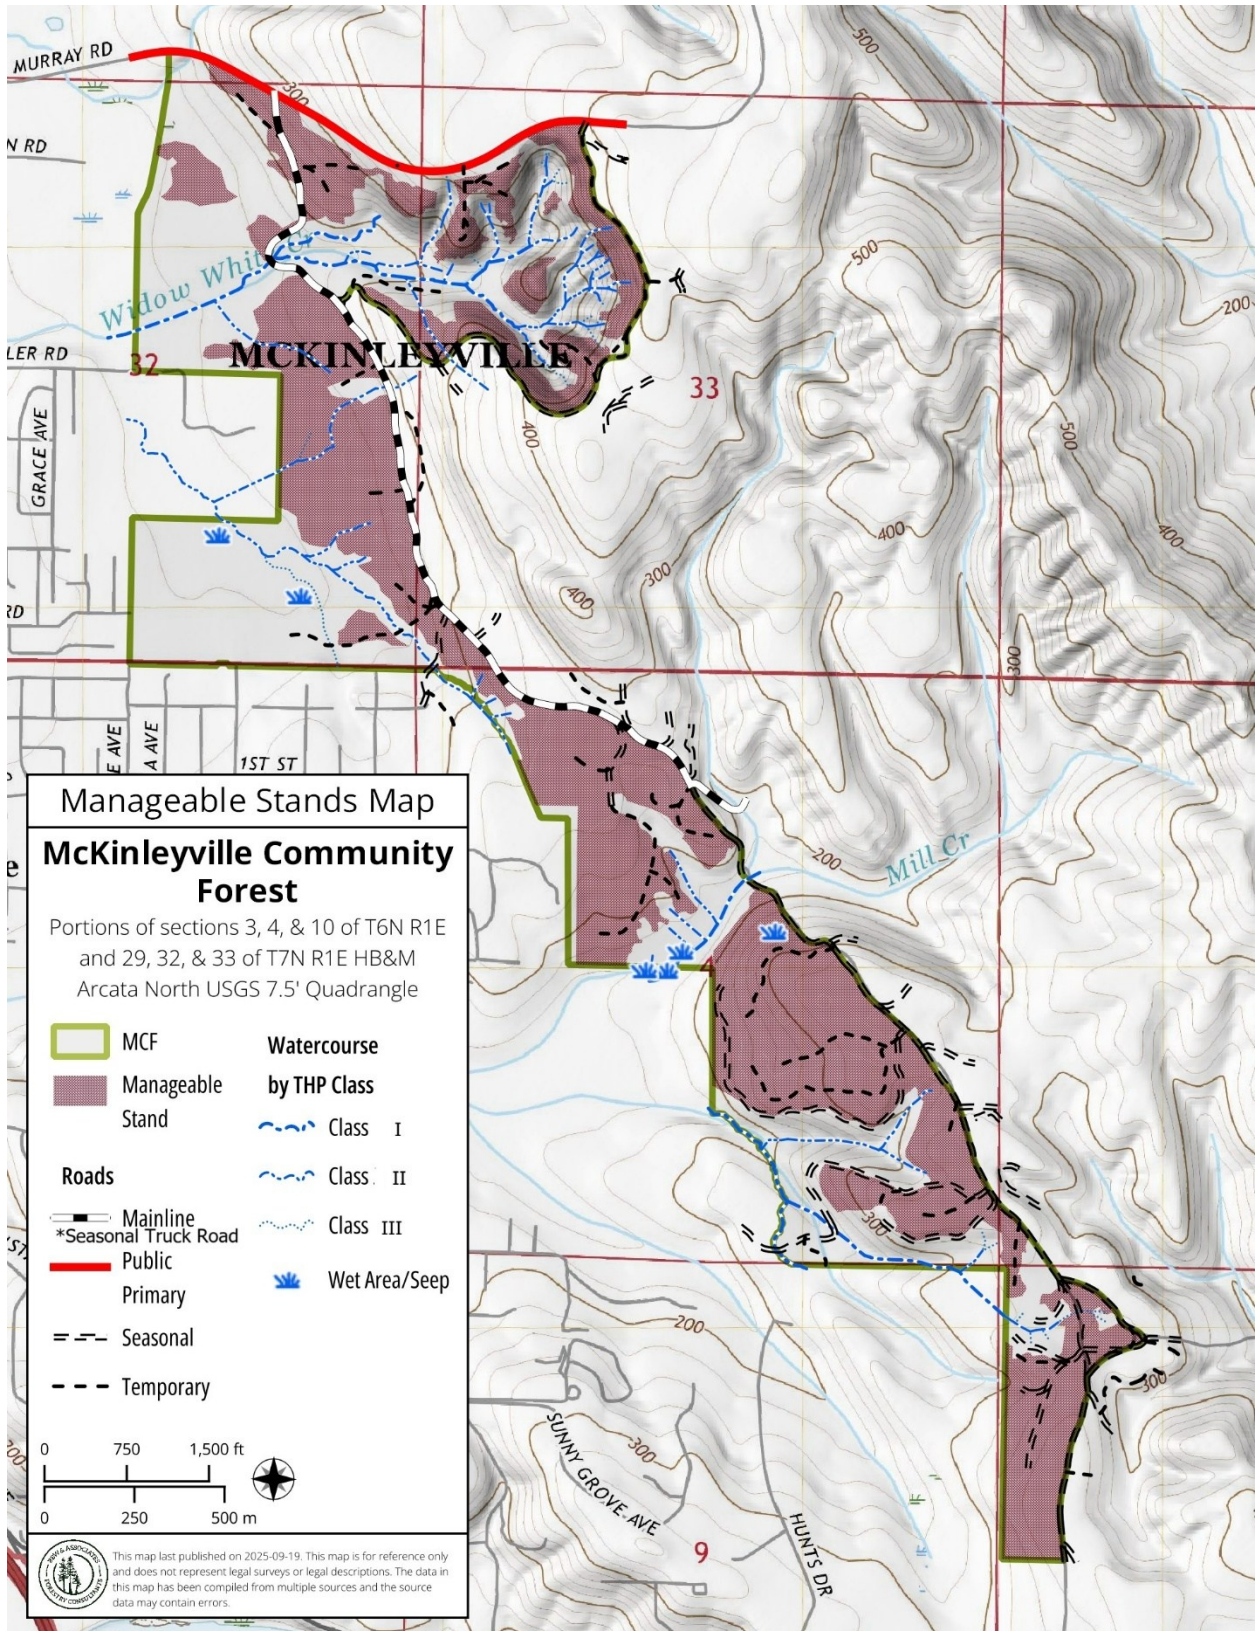 MURRAY RD
N RD
300
500
500
200
Widow White Cr
LER RD
32
MCKINLEYVILLE
33
GRACE AVE
400
500
400
400
300
400
RD
300
E AVE
A AVE
1ST ST
200
Mill Cr
e
4
Manageable Stands Map
McKinleyville Community
Forest
Portions of sections 3, 4, & 10 of T6N R1E
and 29, 32, & 33 of T7N R1E HB&M
Arcata North USGS 7.5' Quadrangle
MCF
Manageable
Stand
Roads
Mainline
*Seasonal Truck Road
Public
Primary
Seasonal
Temporary
Watercourse
by THP Class
Class I
Class II
Class III
Wet Area/Seep
0 750 1,500 ft
0 250 500 m
This map last published on 2025-09-19. This map is for reference only
and does not represent legal surveys or legal descriptions. The data in
this map has been compiled from multiple sources and the source
data may contain errors.
300
200
300
SUNNY GROVE AVE
300
HUNTS DR
9